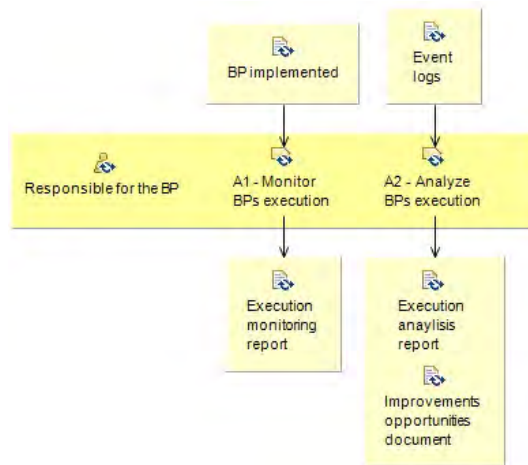 BP implemented
Event
logs
Responsible for the BP
A1 - Monitor
BPs execution
A2 - Analyze
BPs execution
Execution
monitoring
report
Execution
anaylisis
report
Improvements
opportunities
document